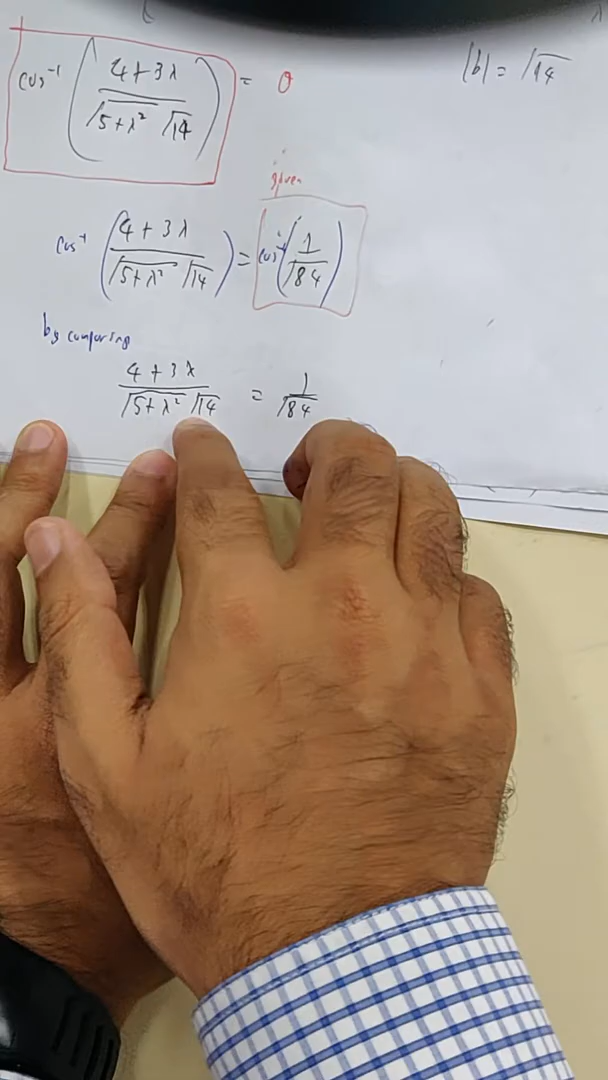 |b| = √14
cos⁻¹ ( (4 + 3λ) / (√(5+λ²) √14) ) = θ
given
cos⁻¹ ( (4 + 3λ) / (√(5+λ²) √14) ) = cos⁻¹ ( 1 / √84 )
by comparing
(4 + 3λ) / (√(5+λ²) √14) = 1 / √84